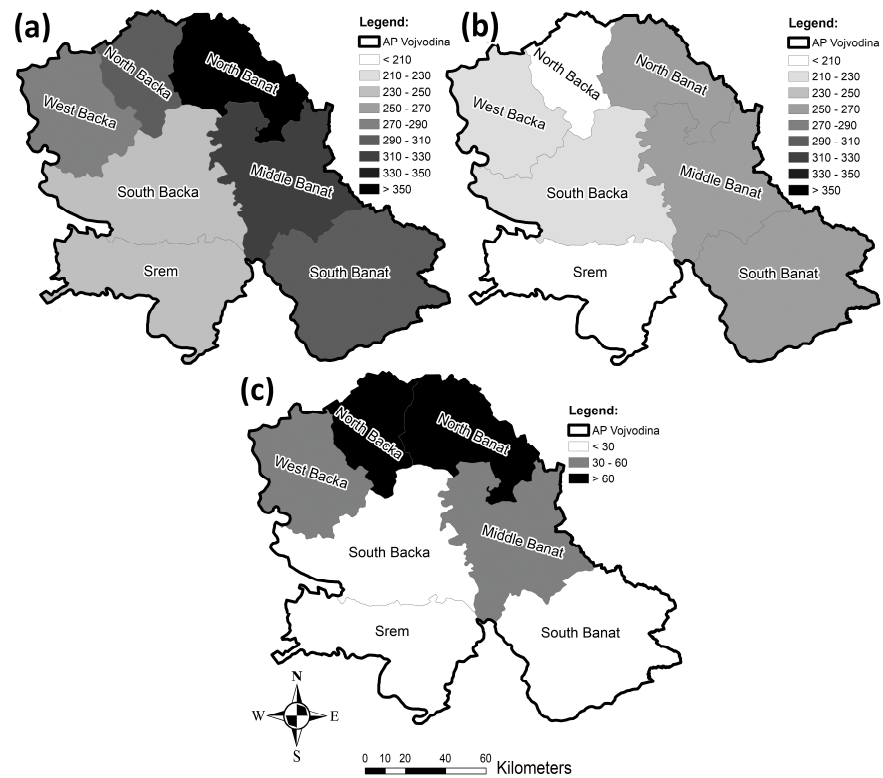 (a)
Legend:
AP Vojvodina
< 210
210 - 230
230 - 250
250 - 270
270 -290
290 - 310
310 - 330
330 - 350
> 350
North Backa
North Banat
West Backa
Middle Banat
South Backa
Srem
South Banat
(b)
Legend:
AP Vojvodina
< 210
210 - 230
230 - 250
250 - 270
270 -290
290 - 310
310 - 330
330 - 350
> 350
North Backa
North Banat
West Backa
Middle Banat
South Backa
Srem
South Banat
(c)
Legend:
AP Vojvodina
< 30
30 - 60
> 60
North Backa
North Banat
West Backa
Middle Banat
South Backa
Srem
South Banat
N
W E
S
0 10 20 40 60
Kilometers